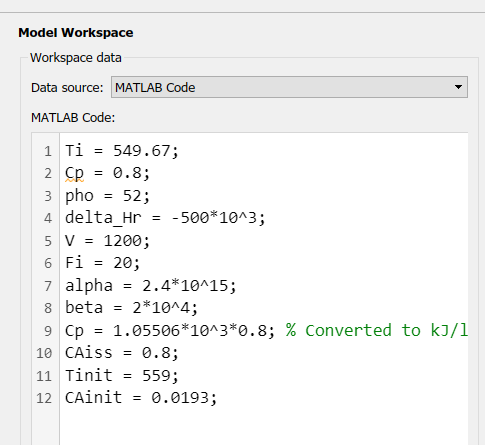 Model Workspace
Workspace data
Data source: MATLAB Code
MATLAB Code:
1 Ti = 549.67;
2 Cp = 0.8;
3 pho = 52;
4 delta_Hr = -500*10^3;
5 V = 1200;
6 Fi = 20;
7 alpha = 2.4*10^15;
8 beta = 2*10^4;
9 Cp = 1.05506*10^3*0.8; % Converted to kJ/l
10 CAiss = 0.8;
11 Tinit = 559;
12 CAinit = 0.0193;